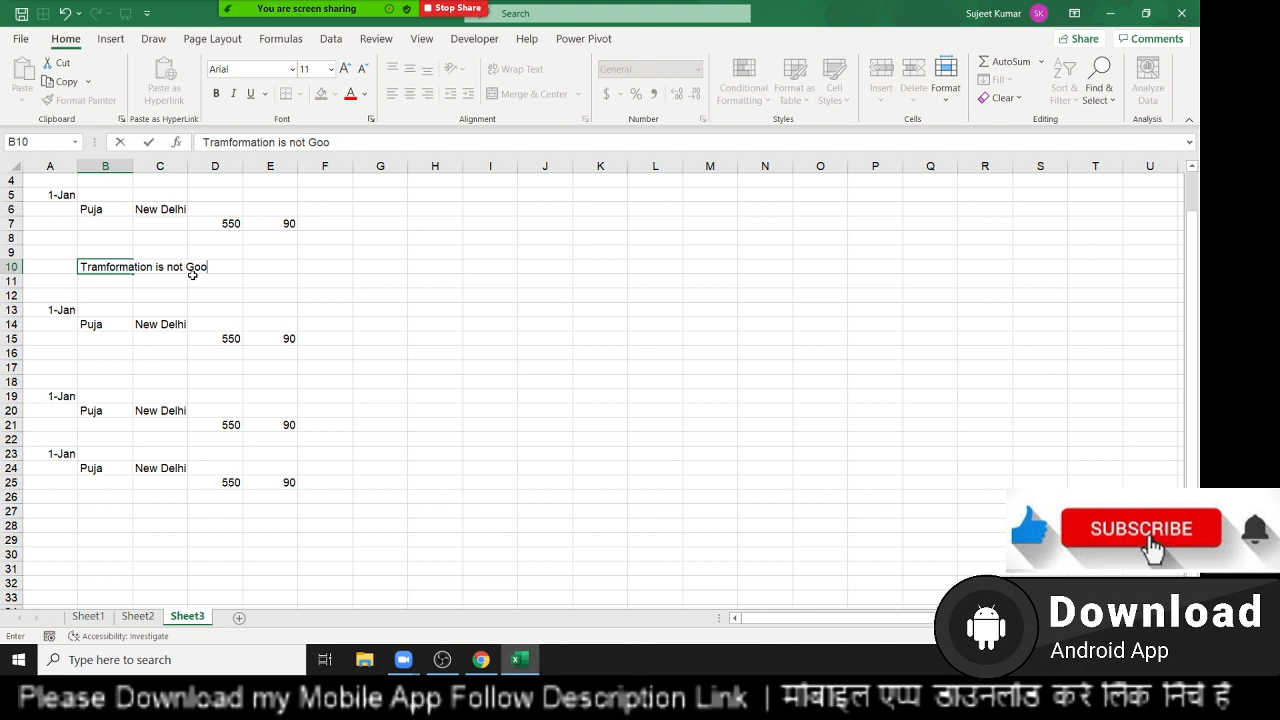 You are screen sharing
Stop Share
Search
Sujeet Kumar
SK
File Home Insert Draw Page Layout Formulas Data Review View Developer Help Power Pivot
Share
Comments
Paste
Cut
Copy
Format Painter
Clipboard
Paste as Hyperlink
Paste as HyperLink
Arial
11
B I U
Font
Wrap Text
Merge & Center
Alignment
General
$ % ,
Number
Conditional Formatting
Format as Table
Cell Styles
Styles
Insert Delete Format
Cells
AutoSum
Fill
Clear
Sort & Filter
Find & Select
Editing
Analyze Data
Analysis
B10
fx
Tramformation is not Goo
A B C D E F G H I J K L M N O P Q R S T U
4
5 1-Jan
6 Puja New Delhi
7 550 90
8
9
10 Tramformation is not Goo
11
12
13 1-Jan
14 Puja New Delhi
15 550 90
16
17
18
19 1-Jan
20 Puja New Delhi
21 550 90
22
23 1-Jan
24 Puja New Delhi
25 550 90
26
27
28
29
30
31
32
33
SUBSCRIBE
Sheet1 Sheet2 Sheet3
Enter
Accessibility: Investigate
Download
Android App
Type here to search
Please Download my Mobile App Follow Description Link | मोबाइल एप्प डाउनलोड करे लिंक निचे है